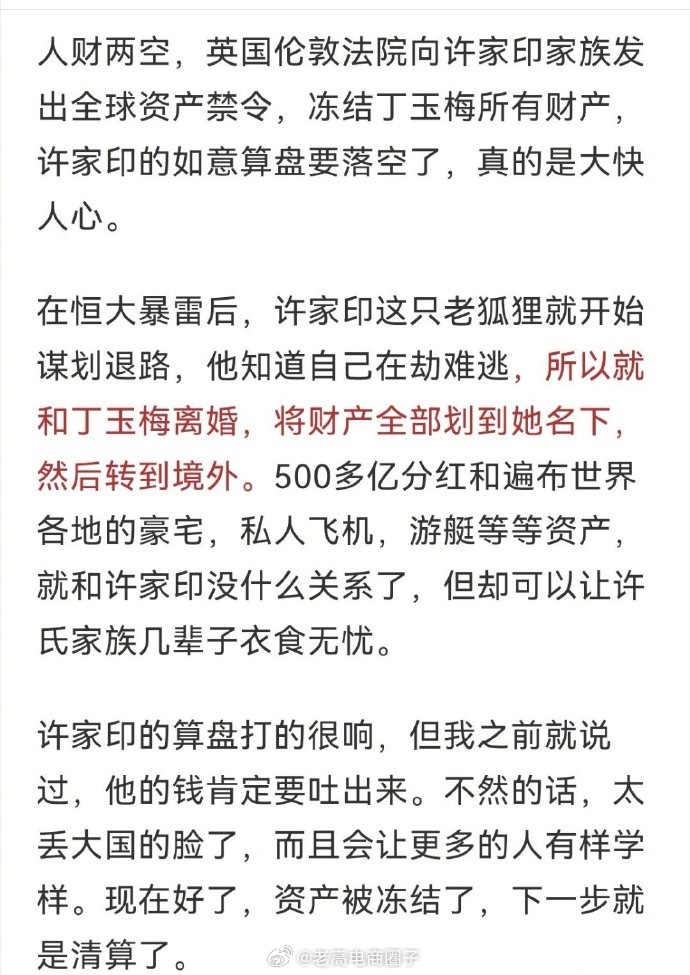 人财两空，英国伦敦法院向许家印家族发
出全球资产禁令，冻结丁玉梅所有财产，
许家印的如意算盘要落空了，真的是大快
人心。
在恒大暴雷后，许家印这只老狐狸就开始
谋划退路，他知道自己在劫难逃，所以就
和丁玉梅离婚，将财产全部划到她名下，
然后转到境外。500多亿分红和遍布世界
各地的豪宅，私人飞机，游艇等等资产，
就和许家印没什么关系了，但却可以让许
氏家族几辈子衣食无忧。
许家印的算盘打的很响，但我之前就说
过，他的钱肯定要吐出来。不然的话，太
丢大国的脸了，而且会让更多的人有样学
样。现在好了，资产被冻结了，下一步就
是清算了。
@老高电商圈子